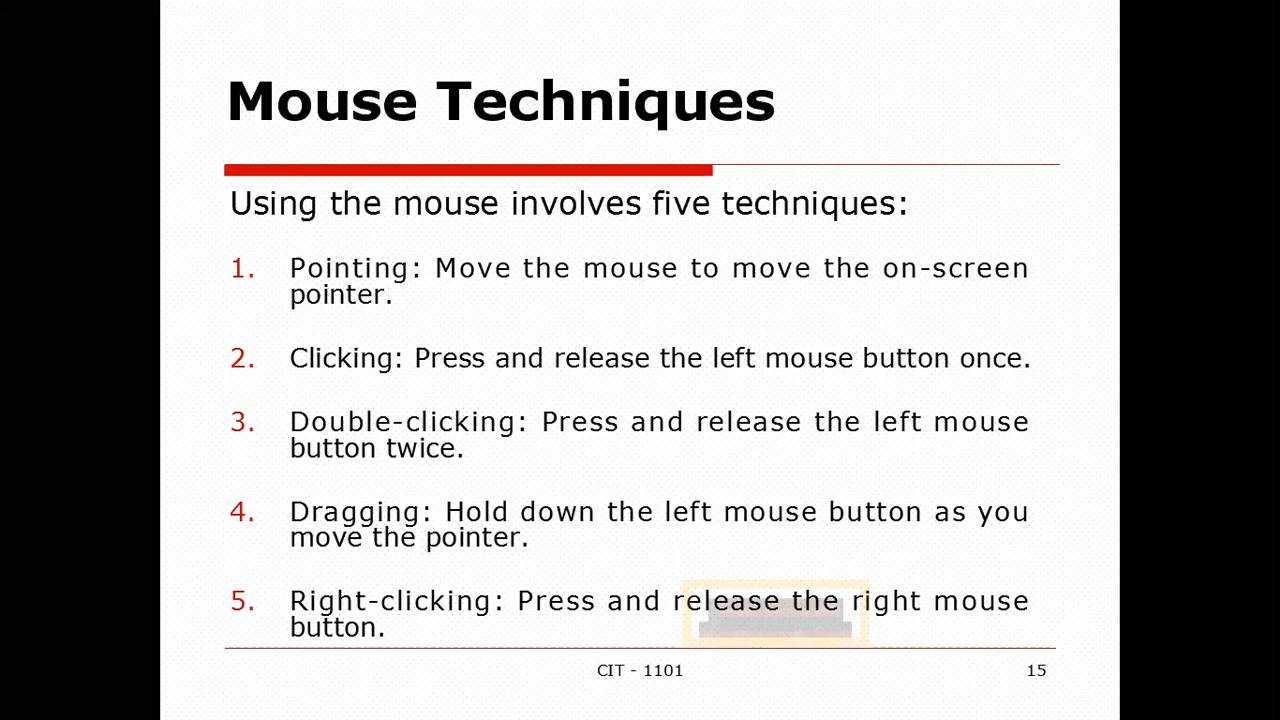 Mouse Techniques
Using the mouse involves five techniques:
1. Pointing: Move the mouse to move the on-screen
pointer.
2. Clicking: Press and release the left mouse button once.
3. Double-clicking: Press and release the left mouse
button twice.
4. Dragging: Hold down the left mouse button as you
move the pointer.
5. Right-clicking: Press and release the right mouse
button.
CIT - 1101
15